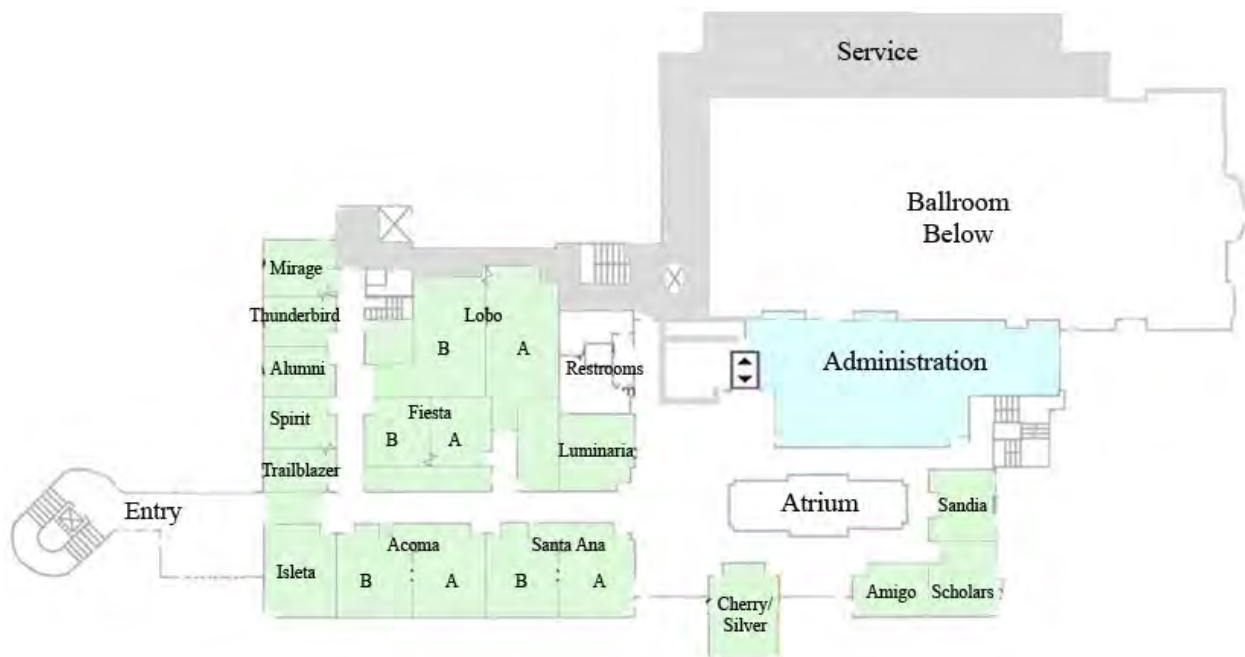 Service
Ballroom
Below
Mirage
Thunderbird
Lobo
B
A
Alumni
Restrooms
Administration
Spirit
Fiesta
B
A
Luminaria
Trailblazer
Entry
Atrium
Sandia
Isleta
Acoma
B
A
Santa Ana
B
A
Cherry/
Silver
Amigo
Scholars